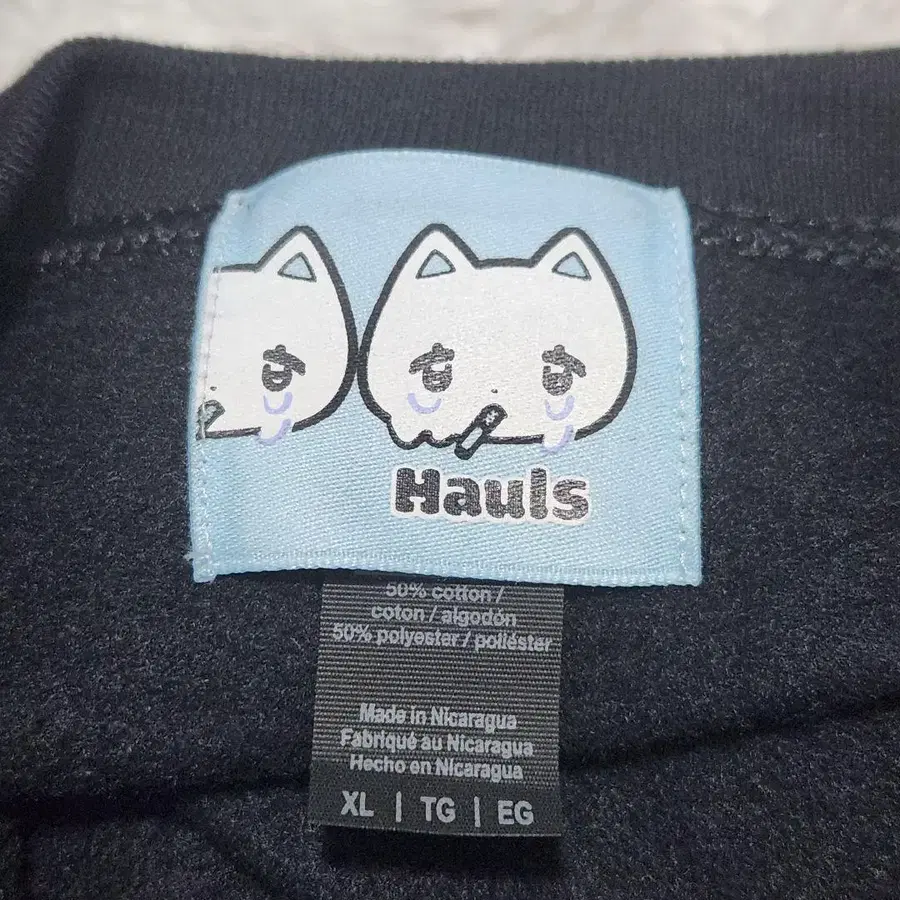 Hauls
50% cotton /
coton / algodón
50% polyester / poliéster
Made in Nicaragua
Fabriqué au Nicaragua
Hecho en Nicaragua
XL | TG | EG